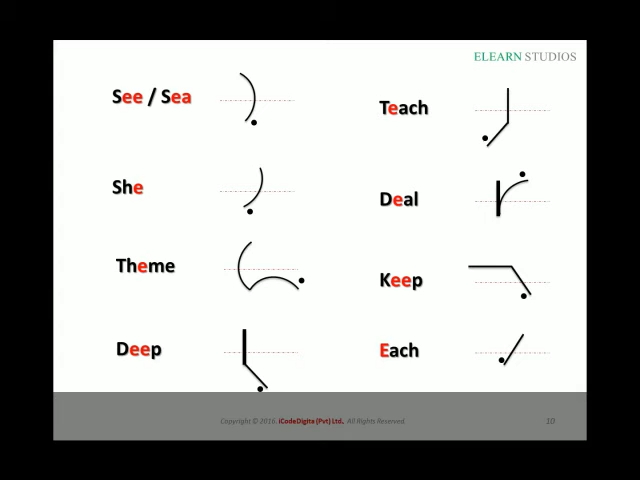 ELEARN STUDIOS
See / Sea
Teach
She
Deal
Theme
Keep
Deep
Each
Copyright © 2016. iCodeDigits (Pvt) Ltd., All Rights Reserved.
10